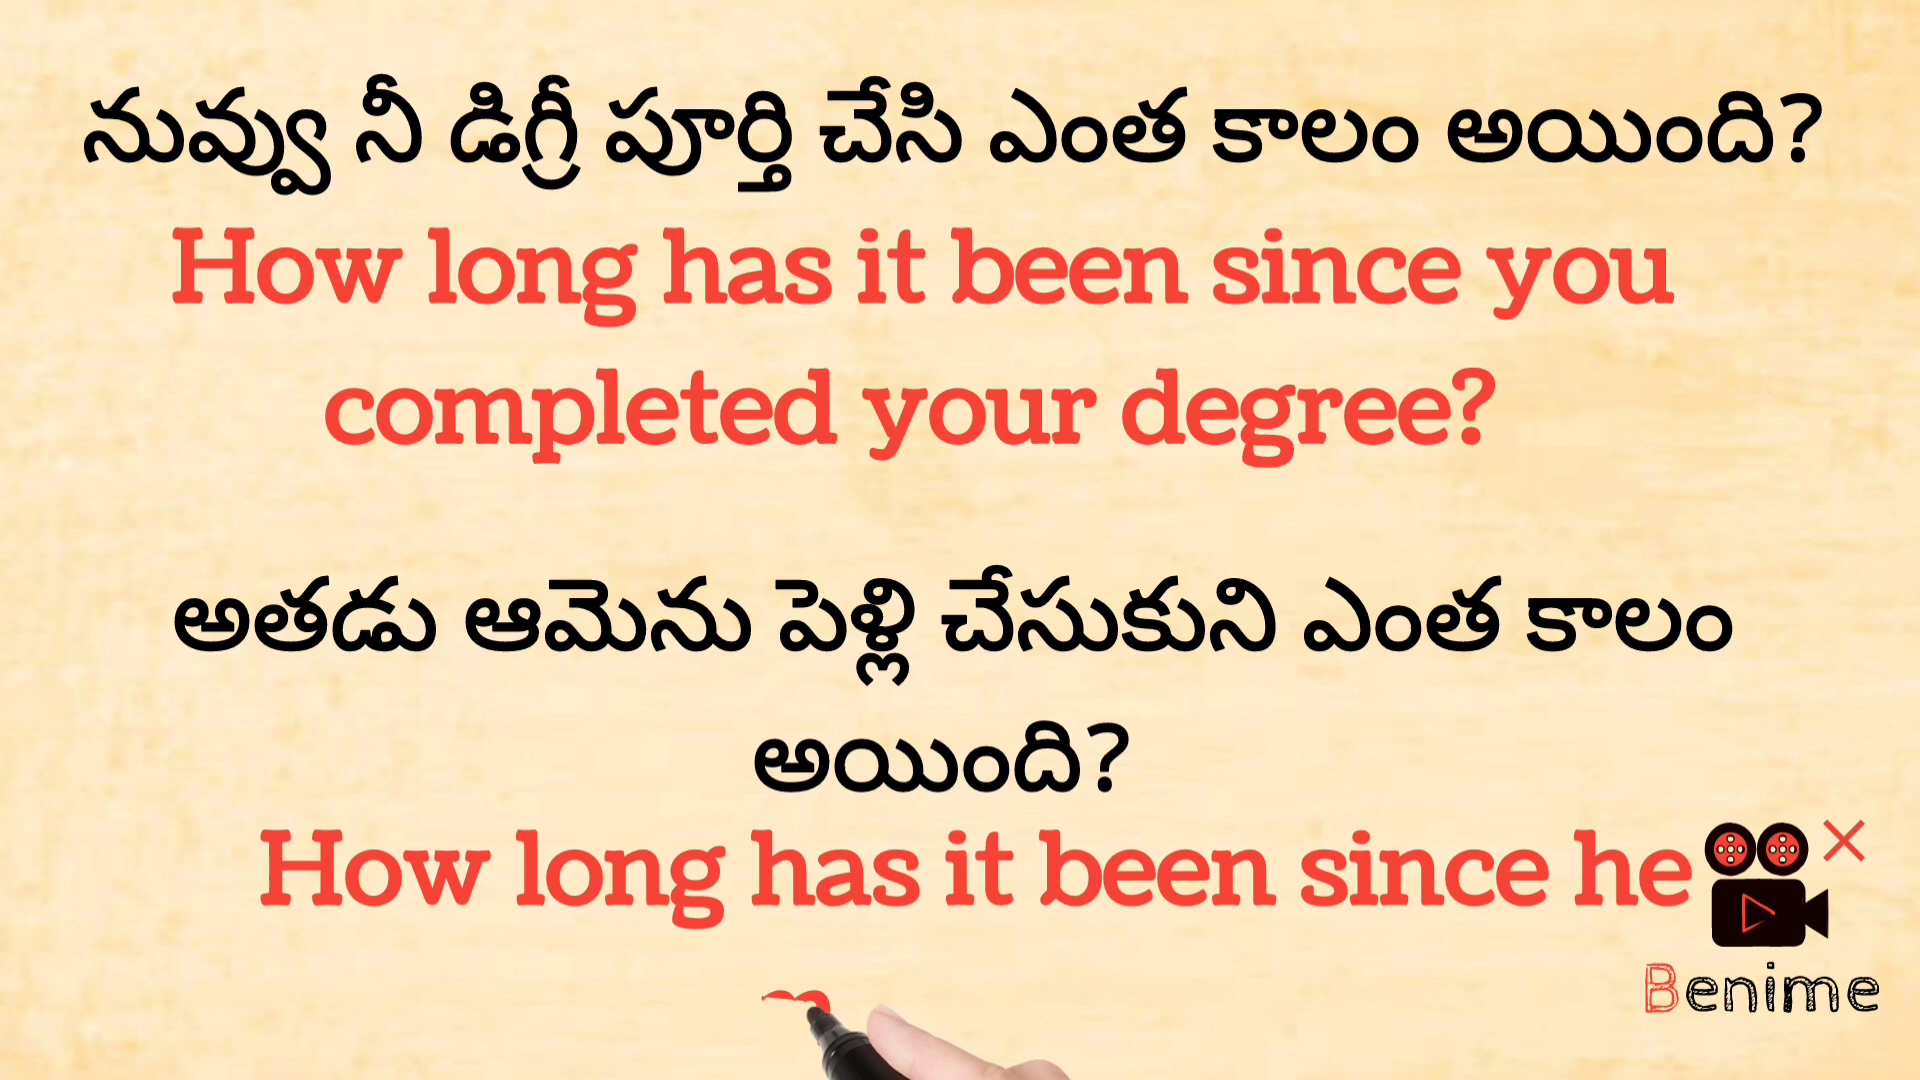 నువ్వు నీ డిగ్రీ పూర్తి చేసి ఎంత కాలం అయింది?
How long has it been since you
completed your degree?
అతడు ఆమెను పెళ్లి చేసుకుని ఎంత కాలం
అయింది?
How long has it been since he
Benime